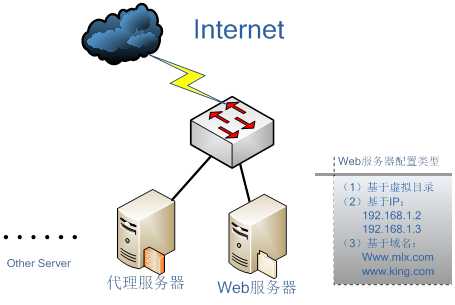 Internet
Web服务器配置类型
（1）基于虚拟目录
（2）基于IP:
192.168.1.2
192.168.1.3
（3）基于域名:
Www.mlx.com
www.king.com
......
Other Server
代理服务器
Web服务器